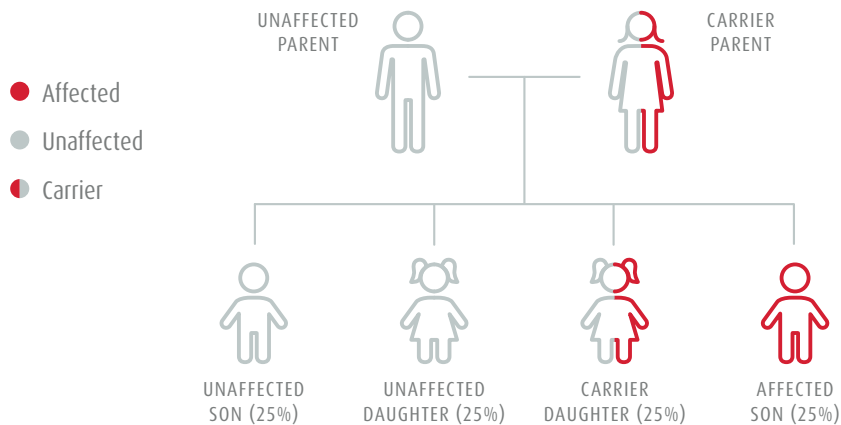 UNAFFECTED
PARENT
CARRIER
PARENT
Affected
Unaffected
Carrier
UNAFFECTED
SON (25%)
UNAFFECTED
DAUGHTER (25%)
CARRIER
DAUGHTER (25%)
AFFECTED
SON (25%)